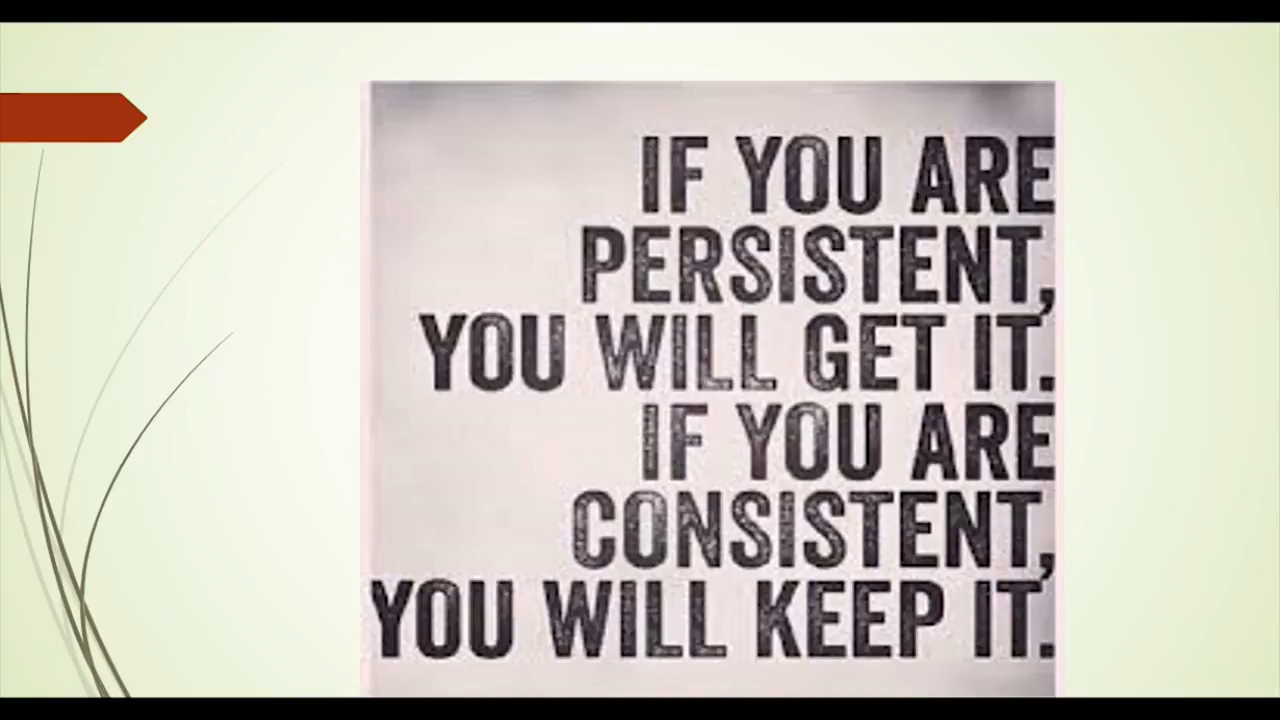 IF YOU ARE
PERSISTENT,
YOU WILL GET IT.
IF YOU ARE
CONSISTENT,
YOU WILL KEEP IT.